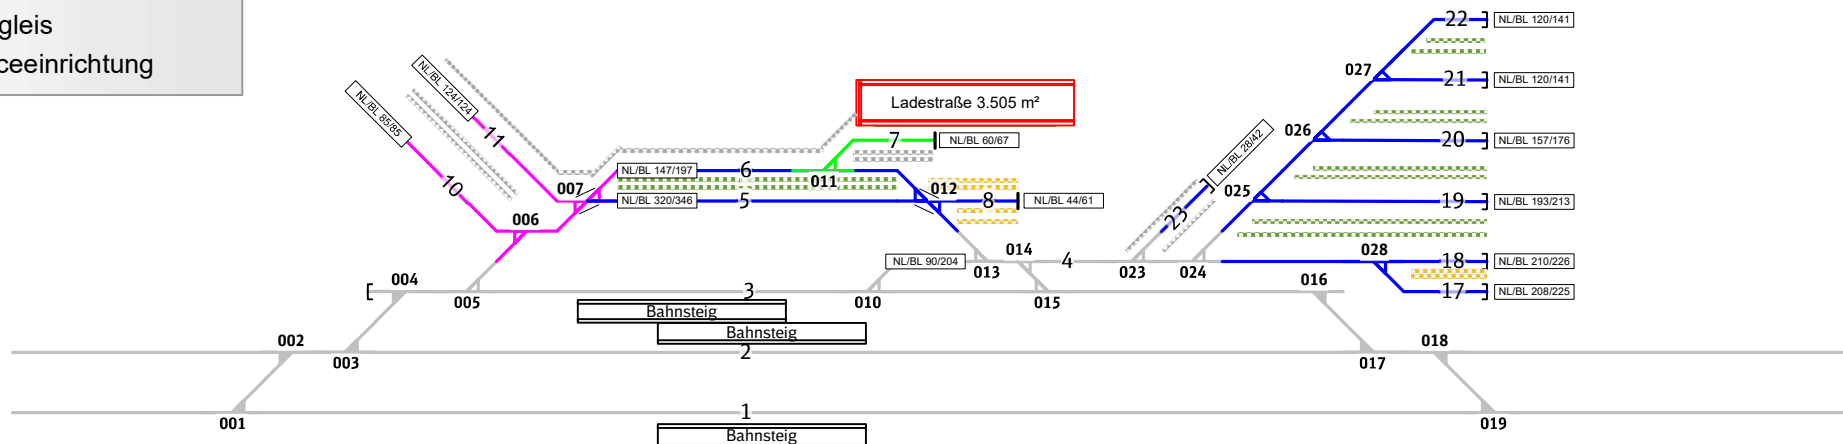 gleis
ceeinrichtung
22
NL/BL 120/141
027
21
NL/BL 120/141
NL/BL 124/124
NL/BL 85/85
11
10
Ladestraße 3.505 m²
7
NL/BL 60/67
026
20
NL/BL 157/176
NL/BL 28/42
007
NL/BL 147/197
6
011
012
025
NL/BL 320/346
5
8
NL/BL 44/61
23
19
NL/BL 193/213
006
014
028
NL/BL 90/204
013
4
023
024
18
NL/BL 210/226
004
005
3
010
015
016
17
NL/BL 208/225
Bahnsteig
Bahnsteig
002
003
2
017
018
1
001
019
Bahnsteig